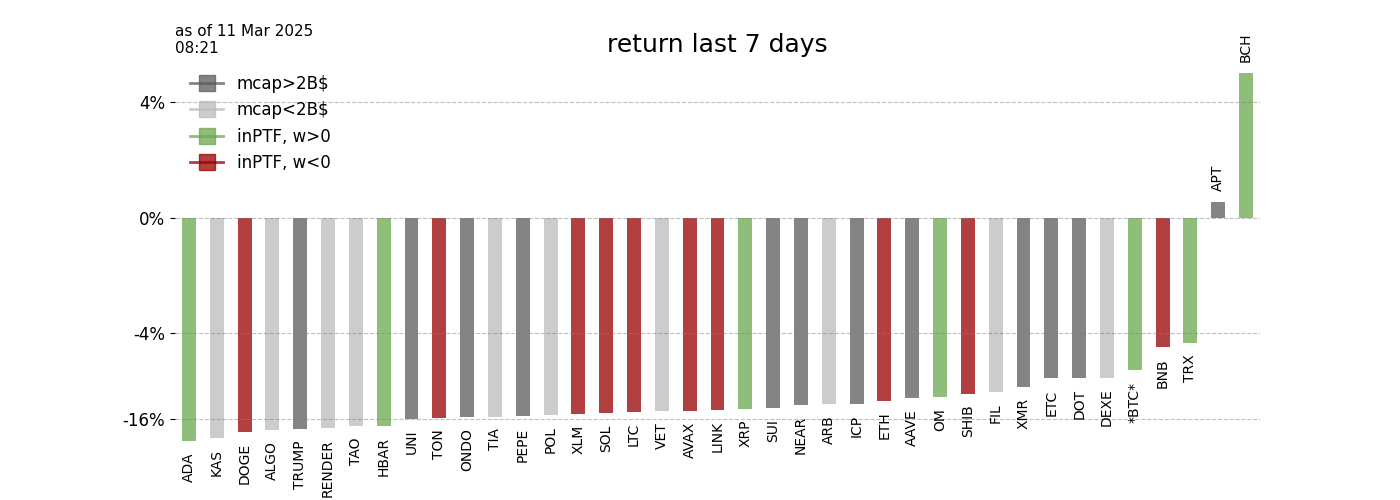 as of 11 Mar 2025
08:21
return last 7 days
mcap>2B$
mcap<2B$
inPTF, w>0
inPTF, w<0
4%
0%
-4%
-16%
ADA
KAS
DOGE
ALGO
TRUMP
RENDER
TAO
HBAR
UNI
TON
ONDO
TIA
PEPE
POL
XLM
SOL
LTC
VET
AVAX
LINK
XRP
SUI
NEAR
ARB
ICP
ETH
AAVE
OM
SHIB
FIL
XMR
ETC
DOT
DEXE
*BTC*
BNB
TRX
APT
BCH